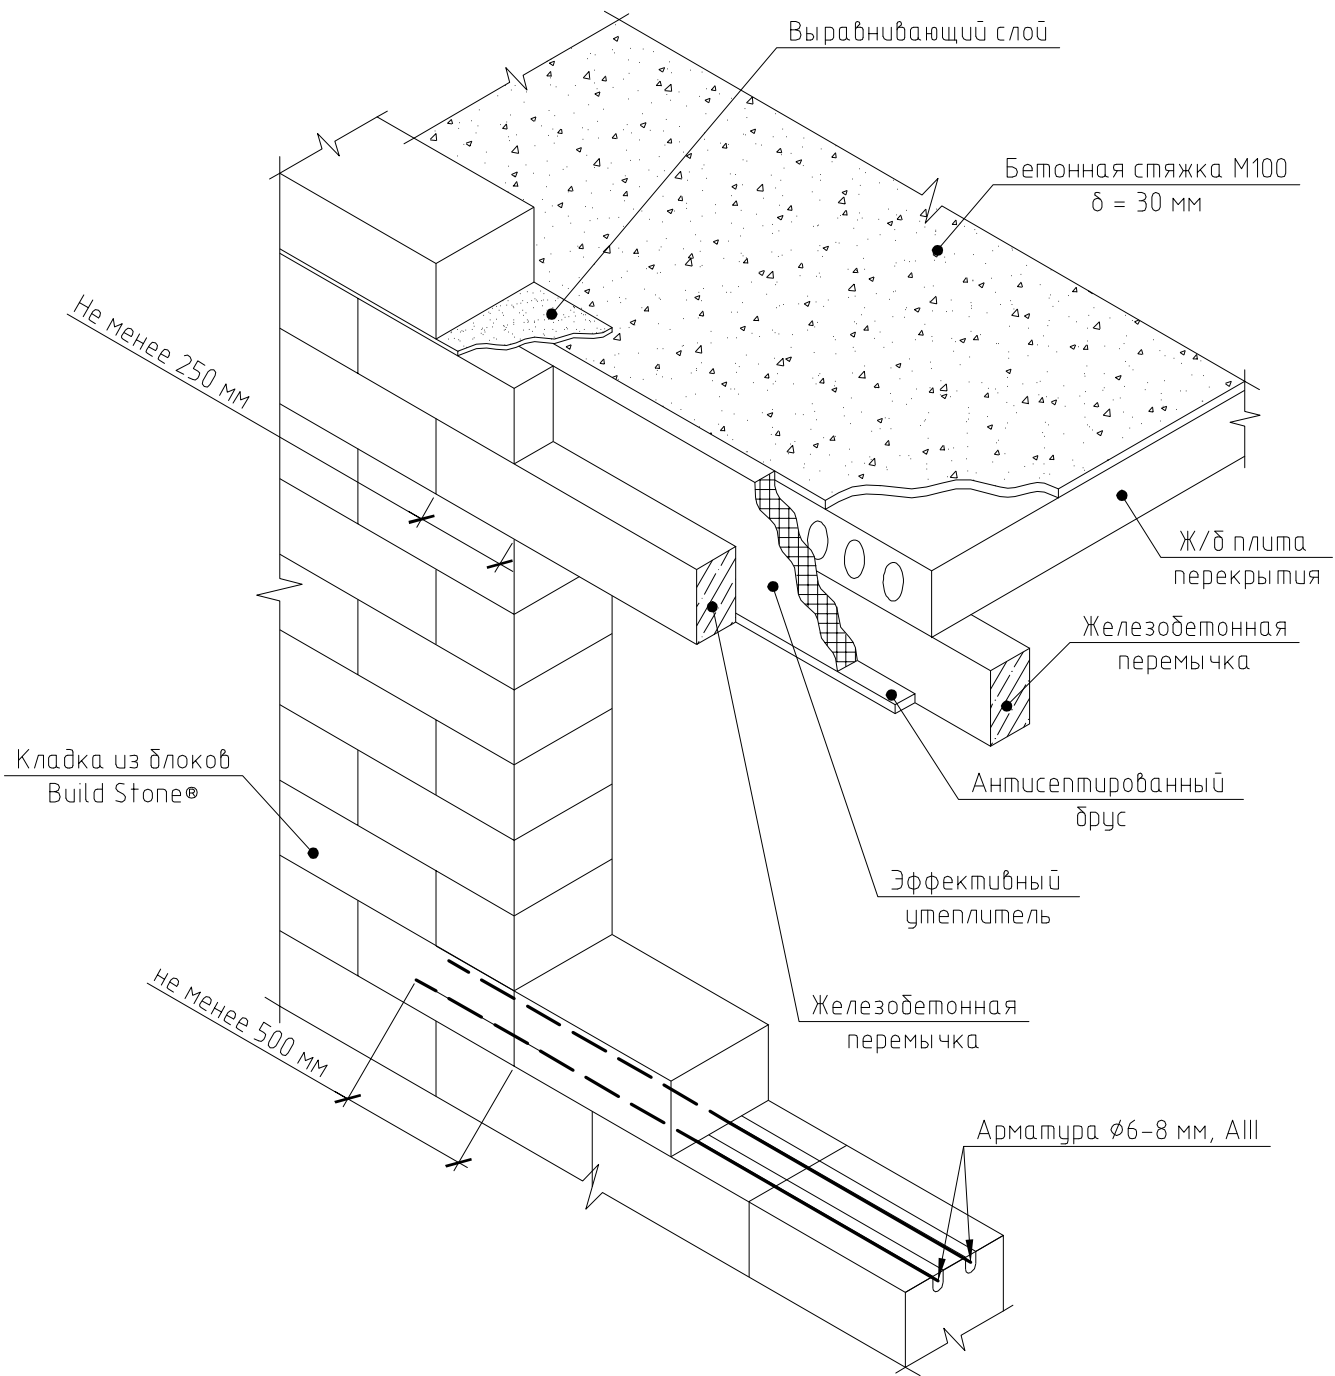 Выравнивающий слой
Бетонная стяжка М100
δ = 30 мм
Не менее 250 мм
Ж/б плита
перекрытия
Железобетонная
перемычка
Кладка из блоков
Build Stone®
Антисептированный
брус
Эффективный
утеплитель
не менее 500 мм
Железобетонная
перемычка
Арматура Ø6-8 мм, АIII